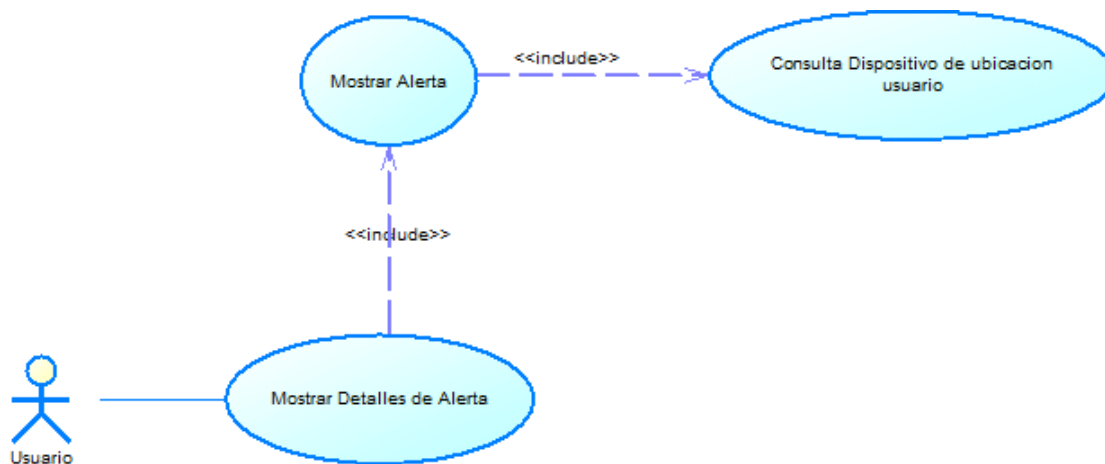 <<include>>
Mostrar Alerta
Consulta Dispositivo de ubicacion
usuario
<<include>>
Mostrar Detalles de Alerta
Usuario